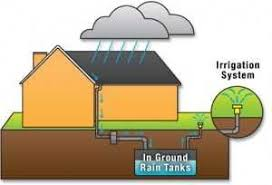 Irrigation
System
In Ground
Rain Tanks